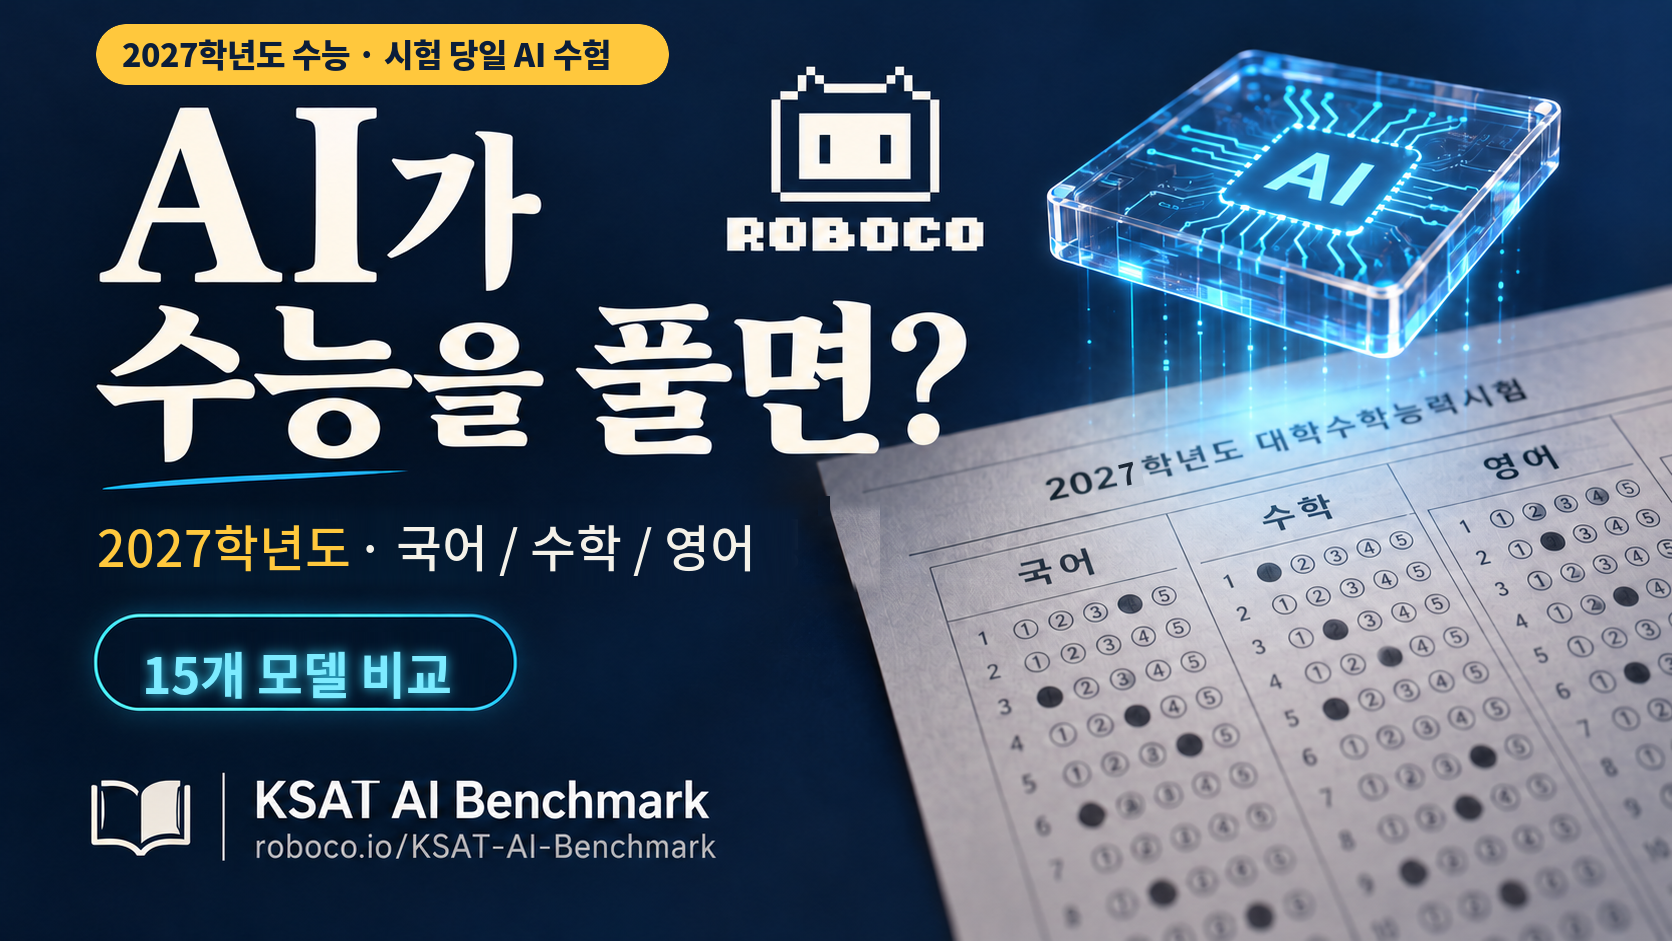 2027학년도 수능 · 시험 당일 AI 수험
AI가
수능을 풀면?
ROBOCO
AI
2027학년도 · 국어 / 수학 / 영어
15개 모델 비교
KSAT AI Benchmark
roboco.io/KSAT-AI-Benchmark
2027학년도 대학수학능력시험
국어
수학
영어